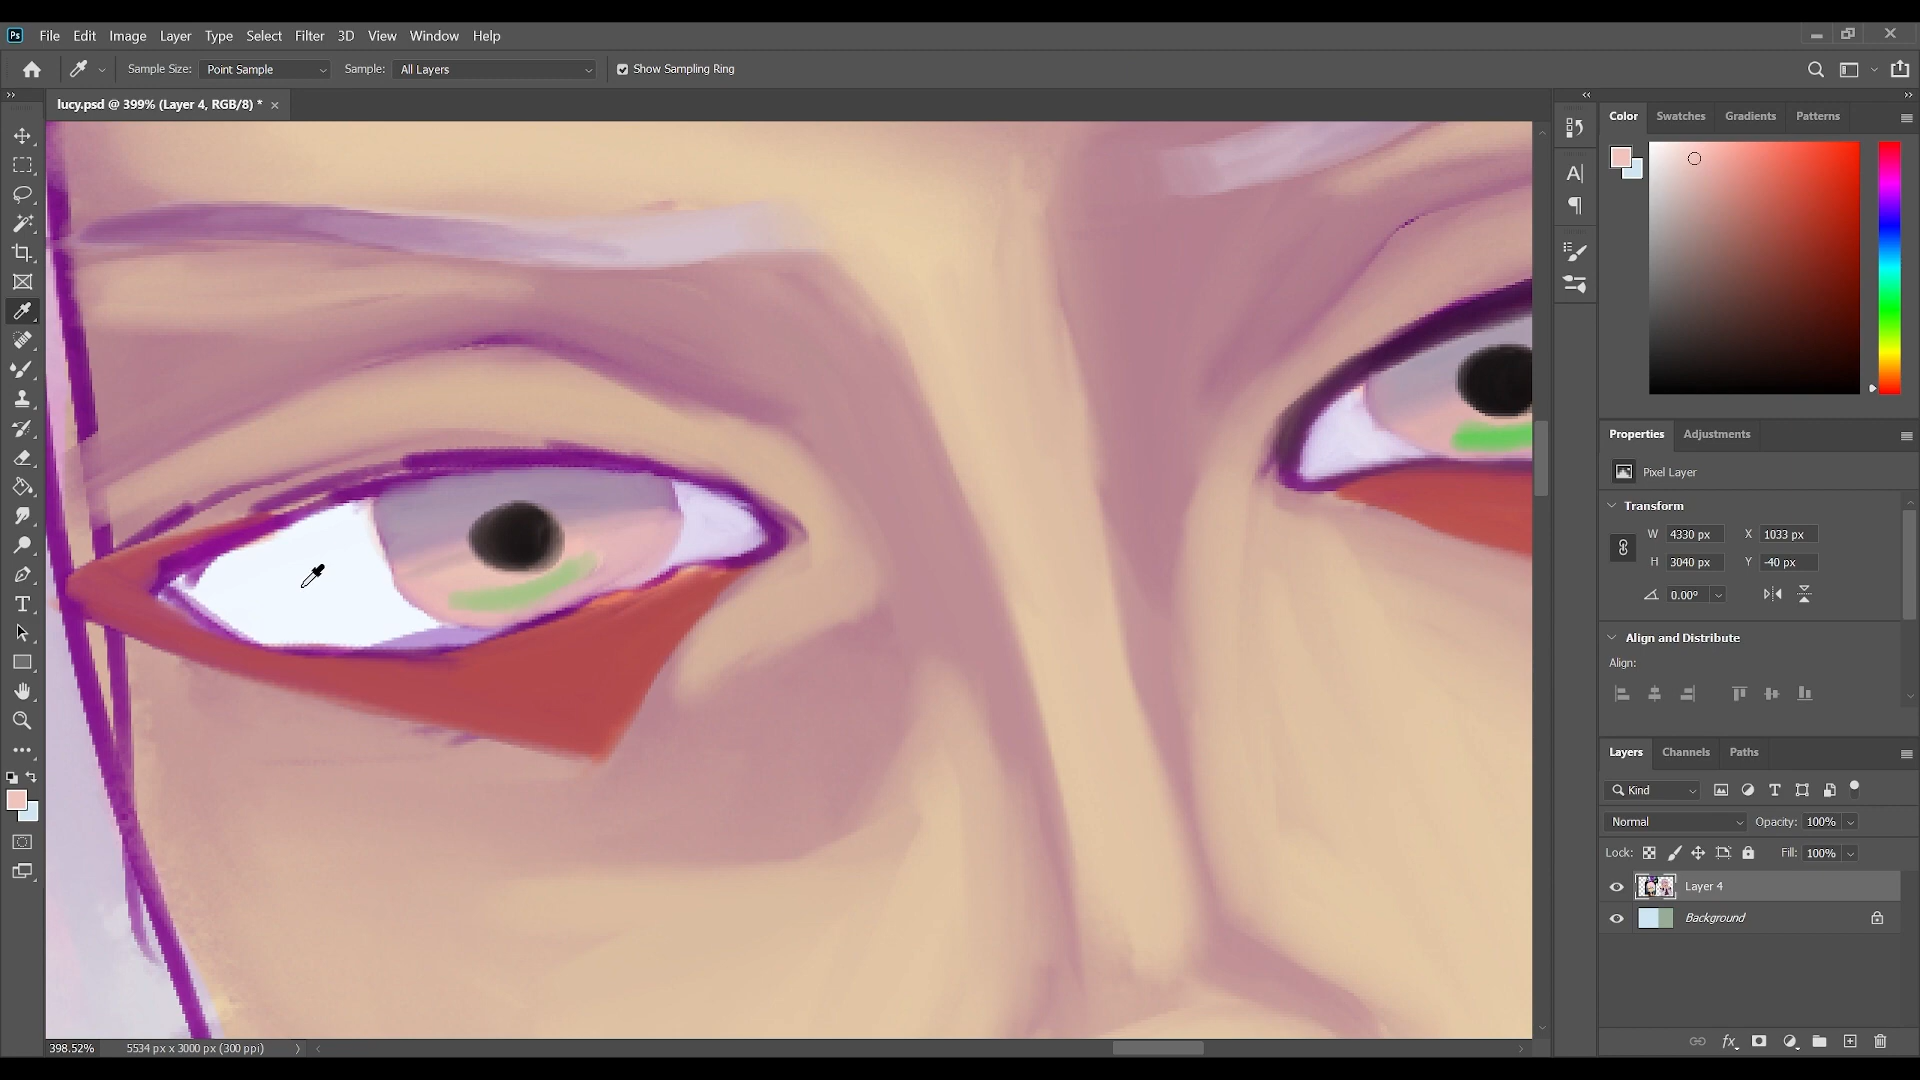 Ps File Edit Image Layer Type Select Filter 3D View Window Help
Sample Size: Point Sample Sample: All Layers Show Sampling Ring
lucy.psd @ 399% (Layer 4, RGB/8) * ×
Color Swatches Gradients Patterns
Properties Adjustments
Pixel Layer
Transform
W 4330 px X 1033 px
H 3040 px Y -40 px
0.00°
Align and Distribute
Align:
Layers Channels Paths
Kind
Normal Opacity: 100%
Lock: Fill: 100%
Layer 4
Background
fx
398.52% 5534 px x 3000 px (300 ppi)